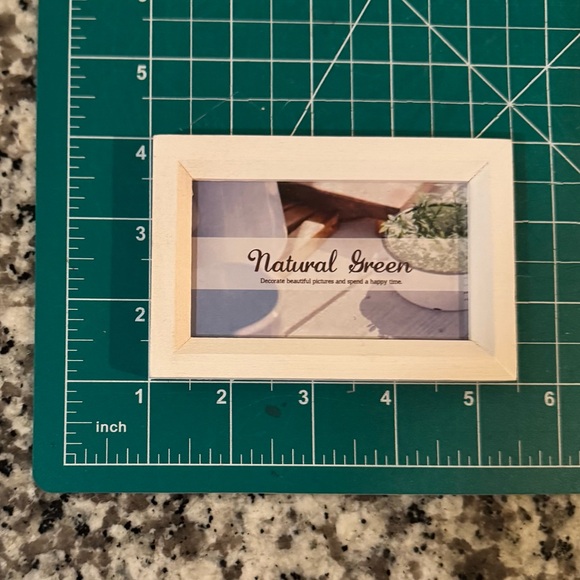 5
4
Natural Green
Decorate beautiful pictures and spend a happy time.
3
2
1 2 3 4 5 6
inch